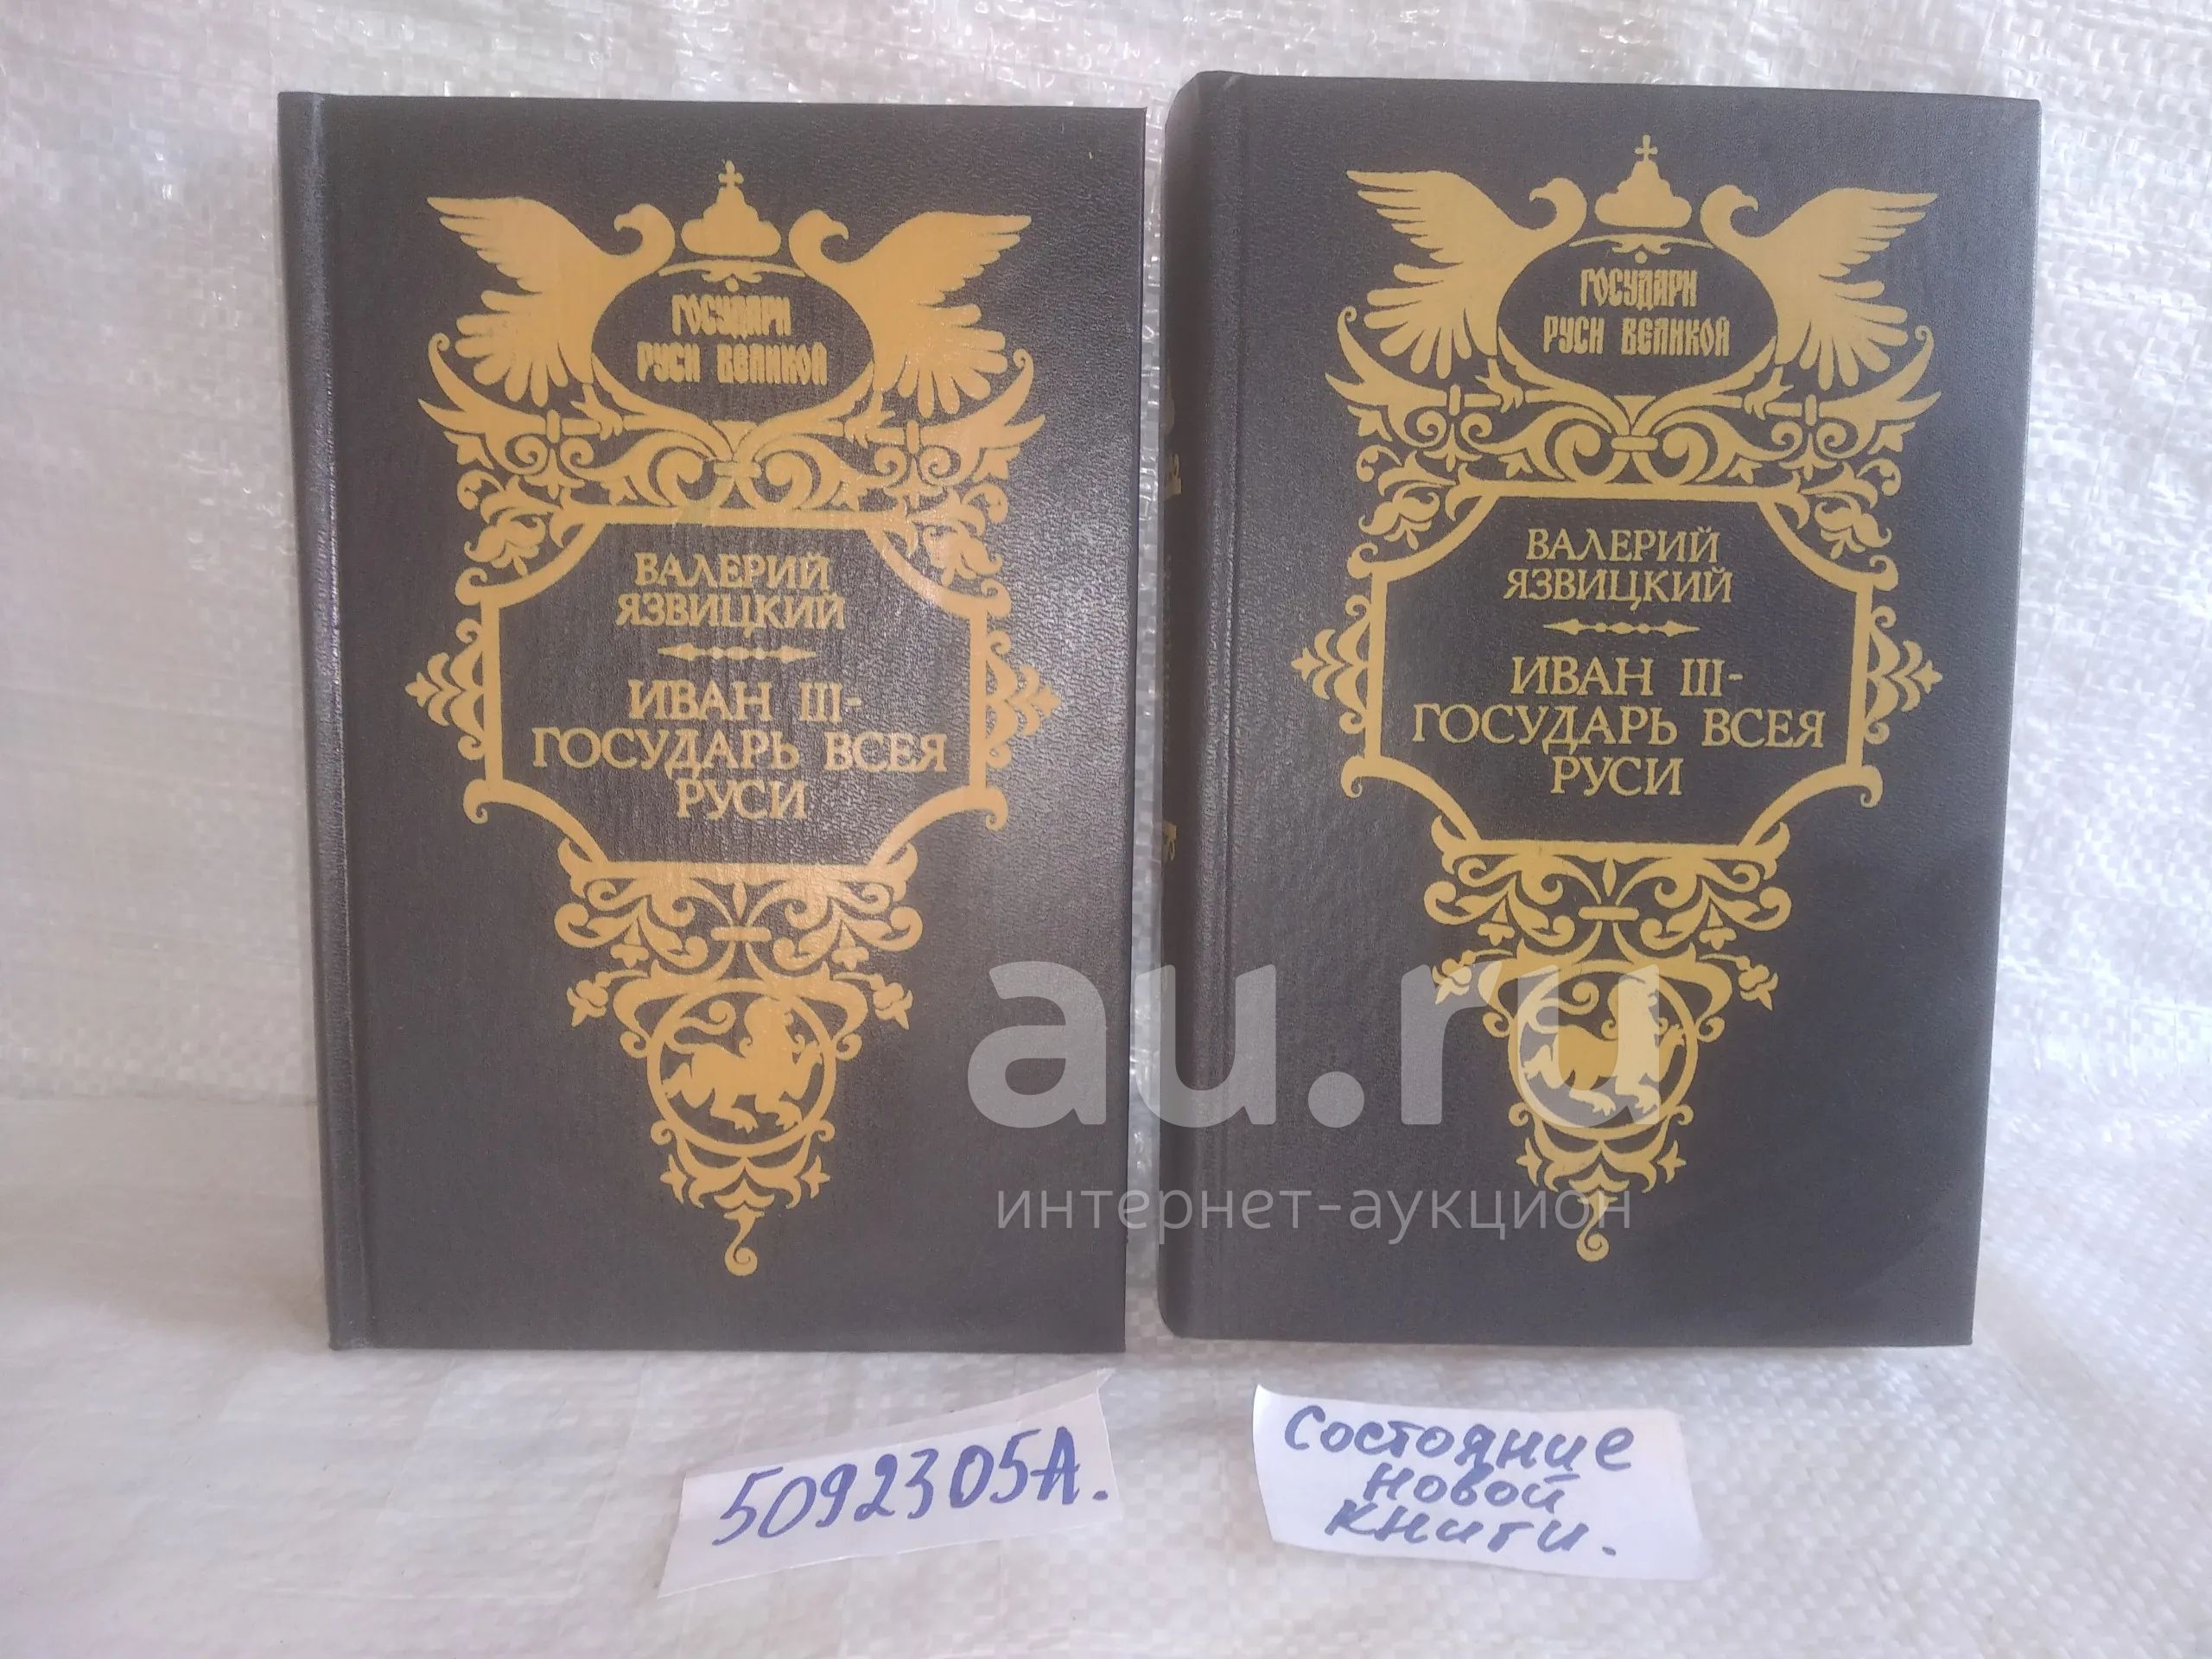 ГОСУДАРИ
РУСИ ВЕЛИКОЙ
ВАЛЕРИЙ
ЯЗВИЦКИЙ
ИВАН III-
ГОСУДАРЬ ВСЕЯ
РУСИ
ГОСУДАРИ
РУСИ ВЕЛИКОЙ
ВАЛЕРИЙ
ЯЗВИЦКИЙ
ИВАН III-
ГОСУДАРЬ ВСЕЯ
РУСИ
au.ru
интернет-аукцион
5092305А.
Состояние
новой
книги.